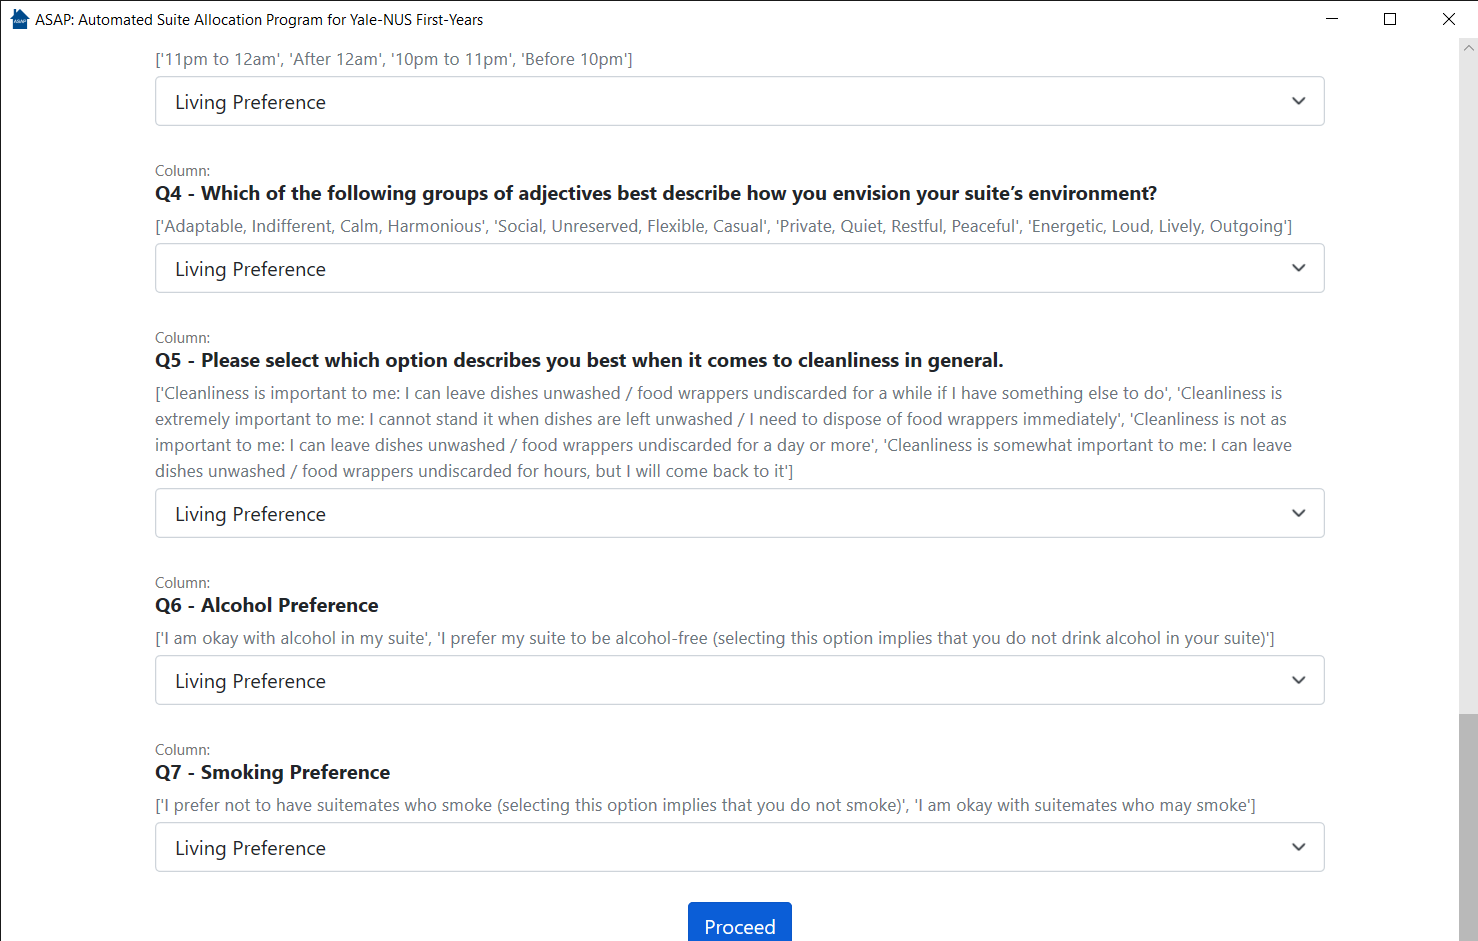 ASAP: Automated Suite Allocation Program for Yale-NUS First-Years
['11pm to 12am', 'After 12am', '10pm to 11pm', 'Before 10pm']
Living Preference
Column:
Q4 - Which of the following groups of adjectives best describe how you envision your suite’s environment?
['Adaptable, Indifferent, Calm, Harmonious', 'Social, Unreserved, Flexible, Casual', 'Private, Quiet, Restful, Peaceful', 'Energetic, Loud, Lively, Outgoing']
Living Preference
Column:
Q5 - Please select which option describes you best when it comes to cleanliness in general.
['Cleanliness is important to me: I can leave dishes unwashed / food wrappers undiscarded for a while if I have something else to do', 'Cleanliness is
extremely important to me: I cannot stand it when dishes are left unwashed / I need to dispose of food wrappers immediately', 'Cleanliness is not as
important to me: I can leave dishes unwashed / food wrappers undiscarded for a day or more', 'Cleanliness is somewhat important to me: I can leave
dishes unwashed / food wrappers undiscarded for hours, but I will come back to it']
Living Preference
Column:
Q6 - Alcohol Preference
['I am okay with alcohol in my suite', 'I prefer my suite to be alcohol-free (selecting this option implies that you do not drink alcohol in your suite)']
Living Preference
Column:
Q7 - Smoking Preference
['I prefer not to have suitemates who smoke (selecting this option implies that you do not smoke)', 'I am okay with suitemates who may smoke']
Living Preference
Proceed